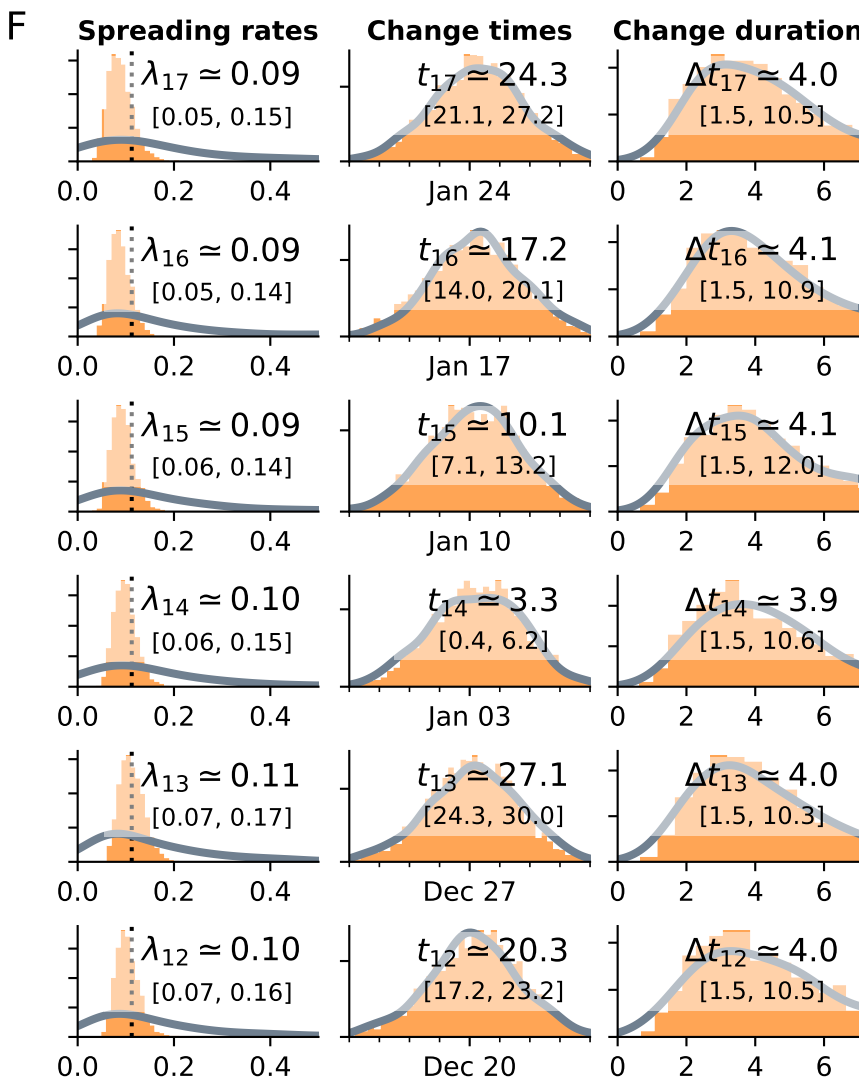 F
Spreading rates Change times Change duration
λ17 ≃ 0.09 t17 ≃ 24.3 Δt17 ≃ 4.0
[0.05, 0.15] [21.1, 27.2] [1.5, 10.5]
0.0 0.2 0.4 Jan 24 0 2 4 6
λ16 ≃ 0.09 t16 ≃ 17.2 Δt16 ≃ 4.1
[0.05, 0.14] [14.0, 20.1] [1.5, 10.9]
0.0 0.2 0.4 Jan 17 0 2 4 6
λ15 ≃ 0.09 t15 ≃ 10.1 Δt15 ≃ 4.1
[0.06, 0.14] [7.1, 13.2] [1.5, 12.0]
0.0 0.2 0.4 Jan 10 0 2 4 6
λ14 ≃ 0.10 t14 ≃ 3.3 Δt14 ≃ 3.9
[0.06, 0.15] [0.4, 6.2] [1.5, 10.6]
0.0 0.2 0.4 Jan 03 0 2 4 6
λ13 ≃ 0.11 t13 ≃ 27.1 Δt13 ≃ 4.0
[0.07, 0.17] [24.3, 30.0] [1.5, 10.3]
0.0 0.2 0.4 Dec 27 0 2 4 6
λ12 ≃ 0.10 t12 ≃ 20.3 Δt12 ≃ 4.0
[0.07, 0.16] [17.2, 23.2] [1.5, 10.5]
0.0 0.2 0.4 Dec 20 0 2 4 6